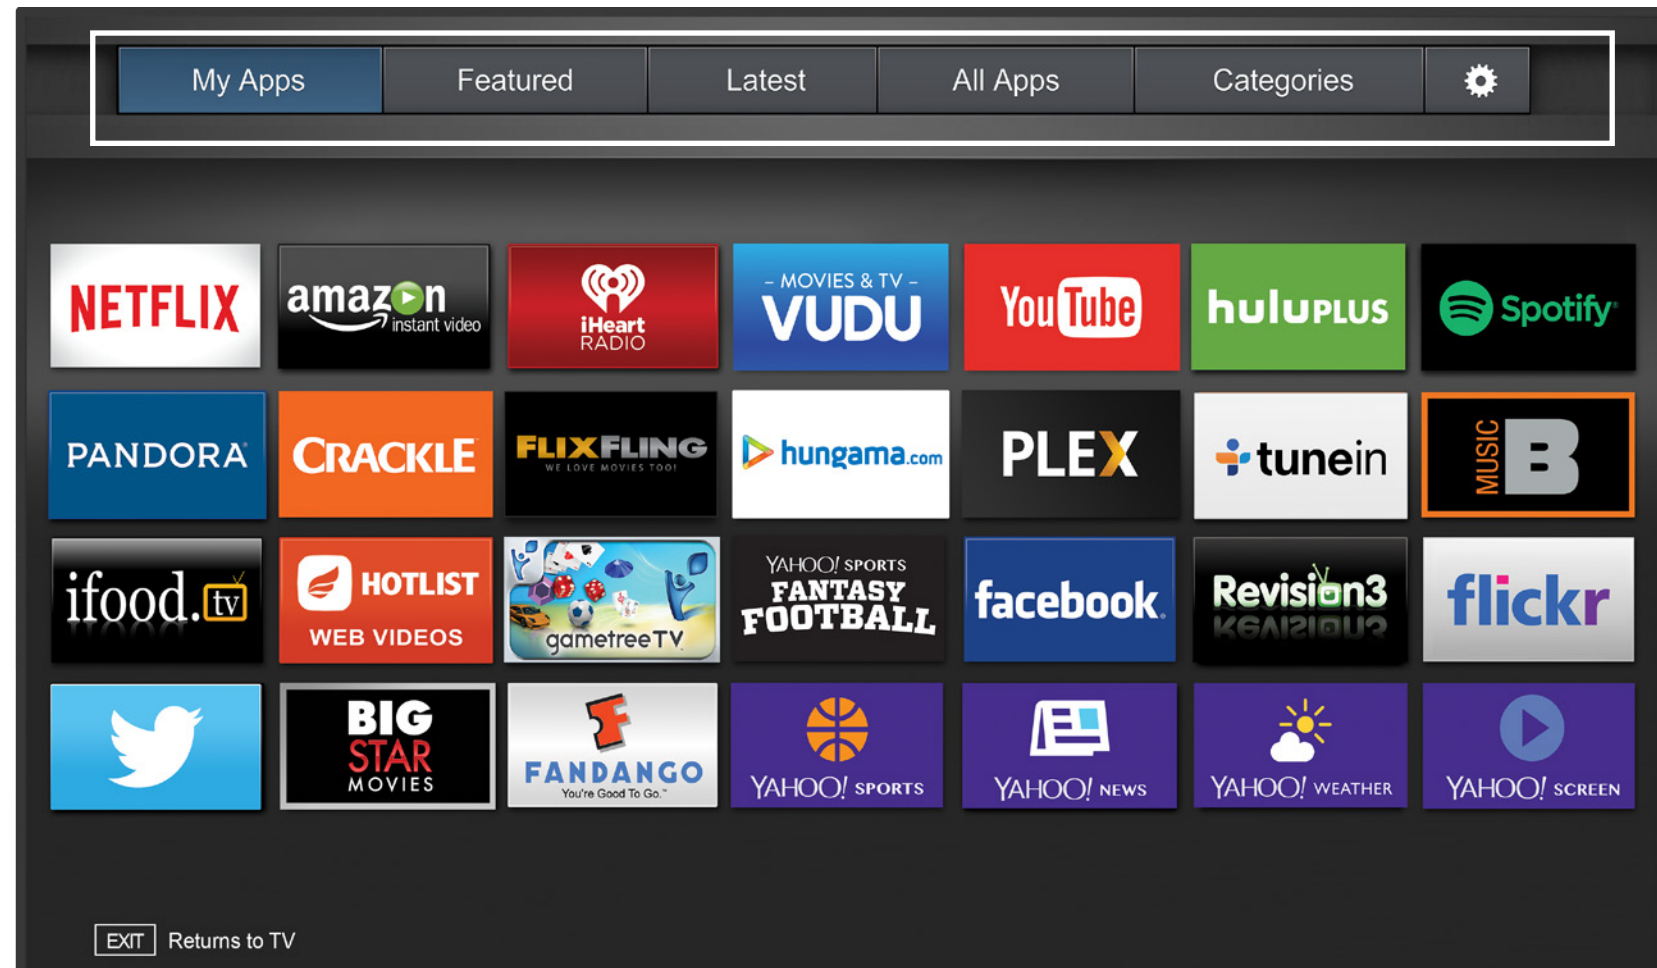 My Apps Featured Latest All Apps Categories
NETFLIX
amazon
instant video
iHeart
RADIO
- MOVIES & TV -
VUDU
YouTube
huluPLUS
Spotify
PANDORA
CRACKLE
FLIXFLING
WE LOVE MOVIES TOO!
hungama.com
PLEX
tunein
MUSIC B
ifood.tv
HOTLIST
WEB VIDEOS
gametreeTV
YAHOO! SPORTS
FANTASY
FOOTBALL
facebook
Revision3
flickr
BIG
STAR
MOVIES
FANDANGO
You're Good To Go.™
YAHOO! SPORTS
YAHOO! NEWS
YAHOO! WEATHER
YAHOO! SCREEN
EXIT Returns to TV